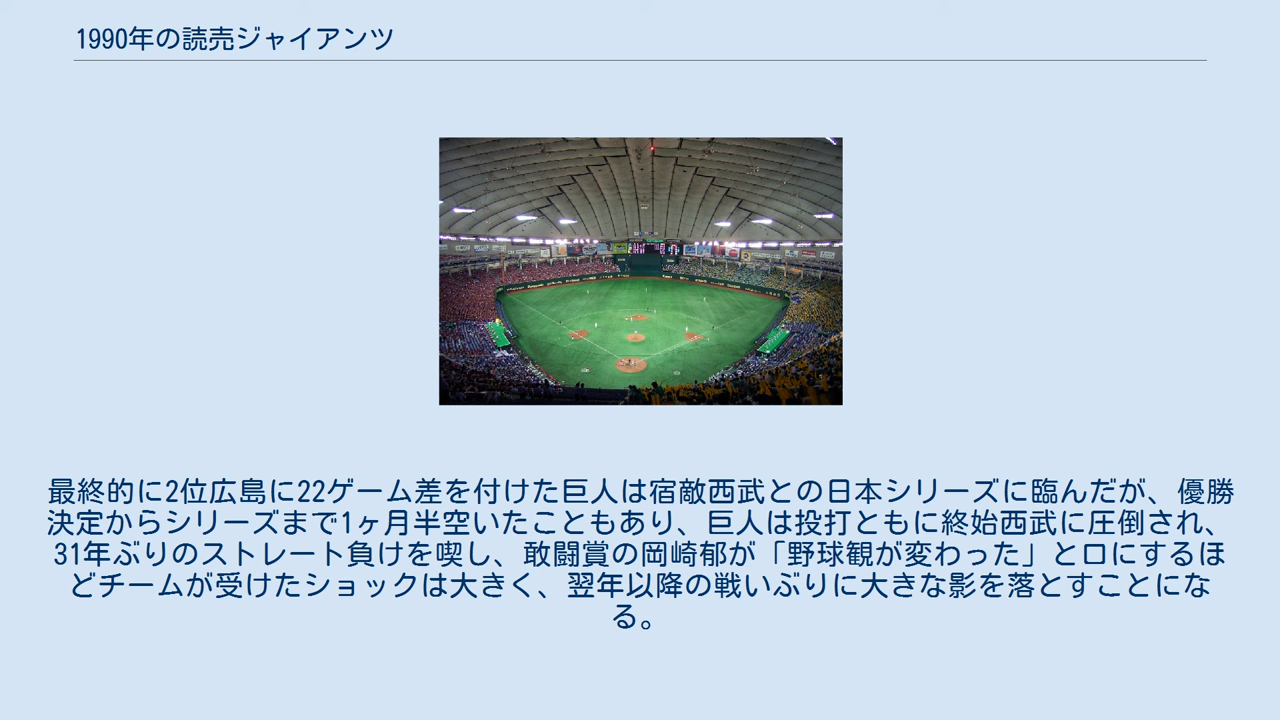 1990年の読売ジャイアンツ
最終的に2位広島に22ゲーム差を付けた巨人は宿敵西武との日本シリーズに臨んだが、優勝
決定からシリーズまで1ヶ月半空いたこともあり、巨人は投打ともに終始西武に圧倒され、
31年ぶりのストレート負けを喫し、敢闘賞の岡崎郁が「野球観が変わった」と口にするほ
どチームが受けたショックは大きく、翌年以降の戦いぶりに大きな影を落とすことにな
る。